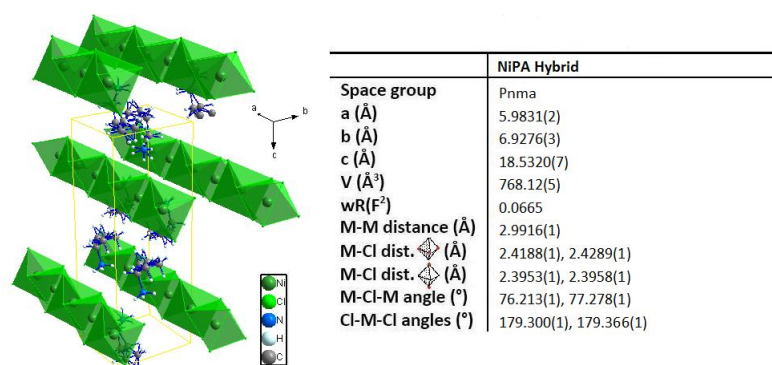 a
b
c
Ni
Cl
N
H
C
NiPA Hybrid
Space group Pnma
a (Å) 5.9831(2)
b (Å) 6.9276(3)
c (Å) 18.5320(7)
V (Å³) 768.12(5)
wR(F²) 0.0665
M-M distance (Å) 2.9916(1)
M-Cl dist. (Å) 2.4188(1), 2.4289(1)
M-Cl dist. (Å) 2.3953(1), 2.3958(1)
M-Cl-M angle (°) 76.213(1), 77.278(1)
Cl-M-Cl angles (°) 179.300(1), 179.366(1)